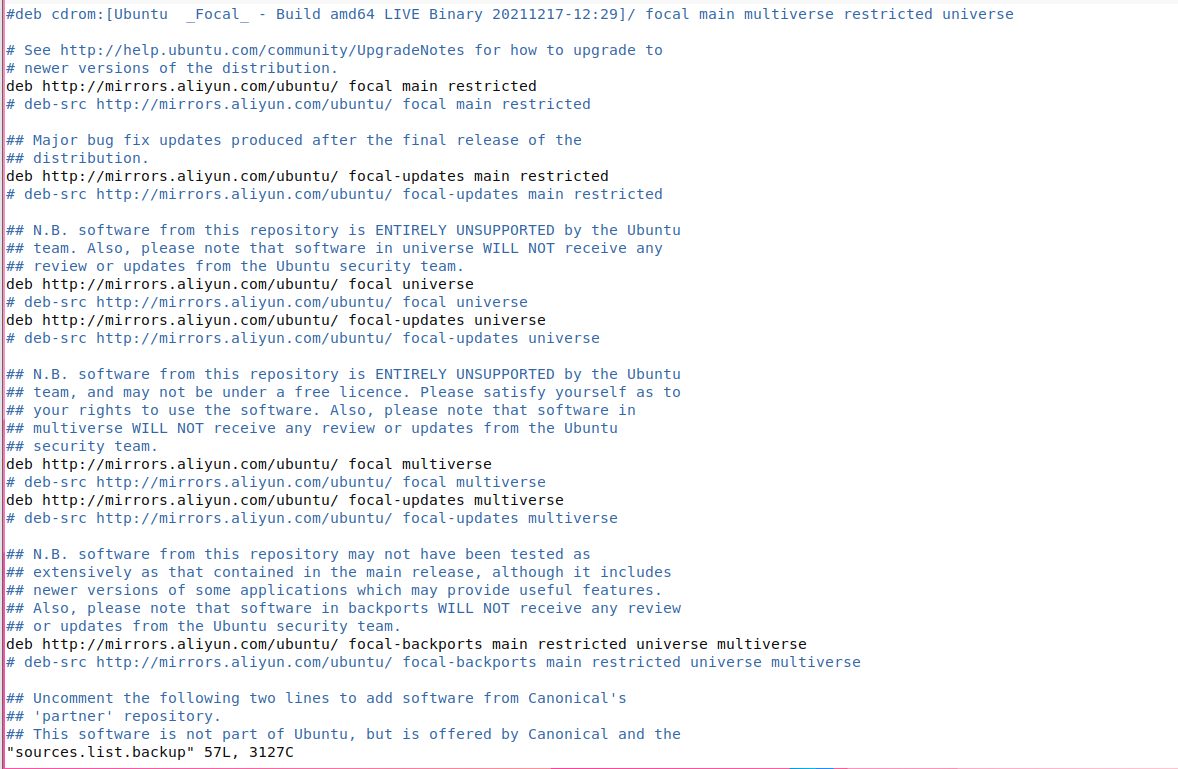 #deb cdrom:[Ubuntu  _Focal_ - Build amd64 LIVE Binary 20211217-12:29]/ focal main multiverse restricted universe

# See http://help.ubuntu.com/community/UpgradeNotes for how to upgrade to
# newer versions of the distribution.
deb http://mirrors.aliyun.com/ubuntu/ focal main restricted
# deb-src http://mirrors.aliyun.com/ubuntu/ focal main restricted

## Major bug fix updates produced after the final release of the
## distribution.
deb http://mirrors.aliyun.com/ubuntu/ focal-updates main restricted
# deb-src http://mirrors.aliyun.com/ubuntu/ focal-updates main restricted

## N.B. software from this repository is ENTIRELY UNSUPPORTED by the Ubuntu
## team. Also, please note that software in universe WILL NOT receive any
## review or updates from the Ubuntu security team.
deb http://mirrors.aliyun.com/ubuntu/ focal universe
# deb-src http://mirrors.aliyun.com/ubuntu/ focal universe
deb http://mirrors.aliyun.com/ubuntu/ focal-updates universe
# deb-src http://mirrors.aliyun.com/ubuntu/ focal-updates universe

## N.B. software from this repository is ENTIRELY UNSUPPORTED by the Ubuntu
## team, and may not be under a free licence. Please satisfy yourself as to
## your rights to use the software. Also, please note that software in
## multiverse WILL NOT receive any review or updates from the Ubuntu
## security team.
deb http://mirrors.aliyun.com/ubuntu/ focal multiverse
# deb-src http://mirrors.aliyun.com/ubuntu/ focal multiverse
deb http://mirrors.aliyun.com/ubuntu/ focal-updates multiverse
# deb-src http://mirrors.aliyun.com/ubuntu/ focal-updates multiverse

## N.B. software from this repository may not have been tested as
## extensively as that contained in the main release, although it includes
## newer versions of some applications which may provide useful features.
## Also, please note that software in backports WILL NOT receive any review
## or updates from the Ubuntu security team.
deb http://mirrors.aliyun.com/ubuntu/ focal-backports main restricted universe multiverse
# deb-src http://mirrors.aliyun.com/ubuntu/ focal-backports main restricted universe multiverse

## Uncomment the following two lines to add software from Canonical's
## 'partner' repository.
## This software is not part of Ubuntu, but is offered by Canonical and the
"sources.list.backup" 57L, 3127C